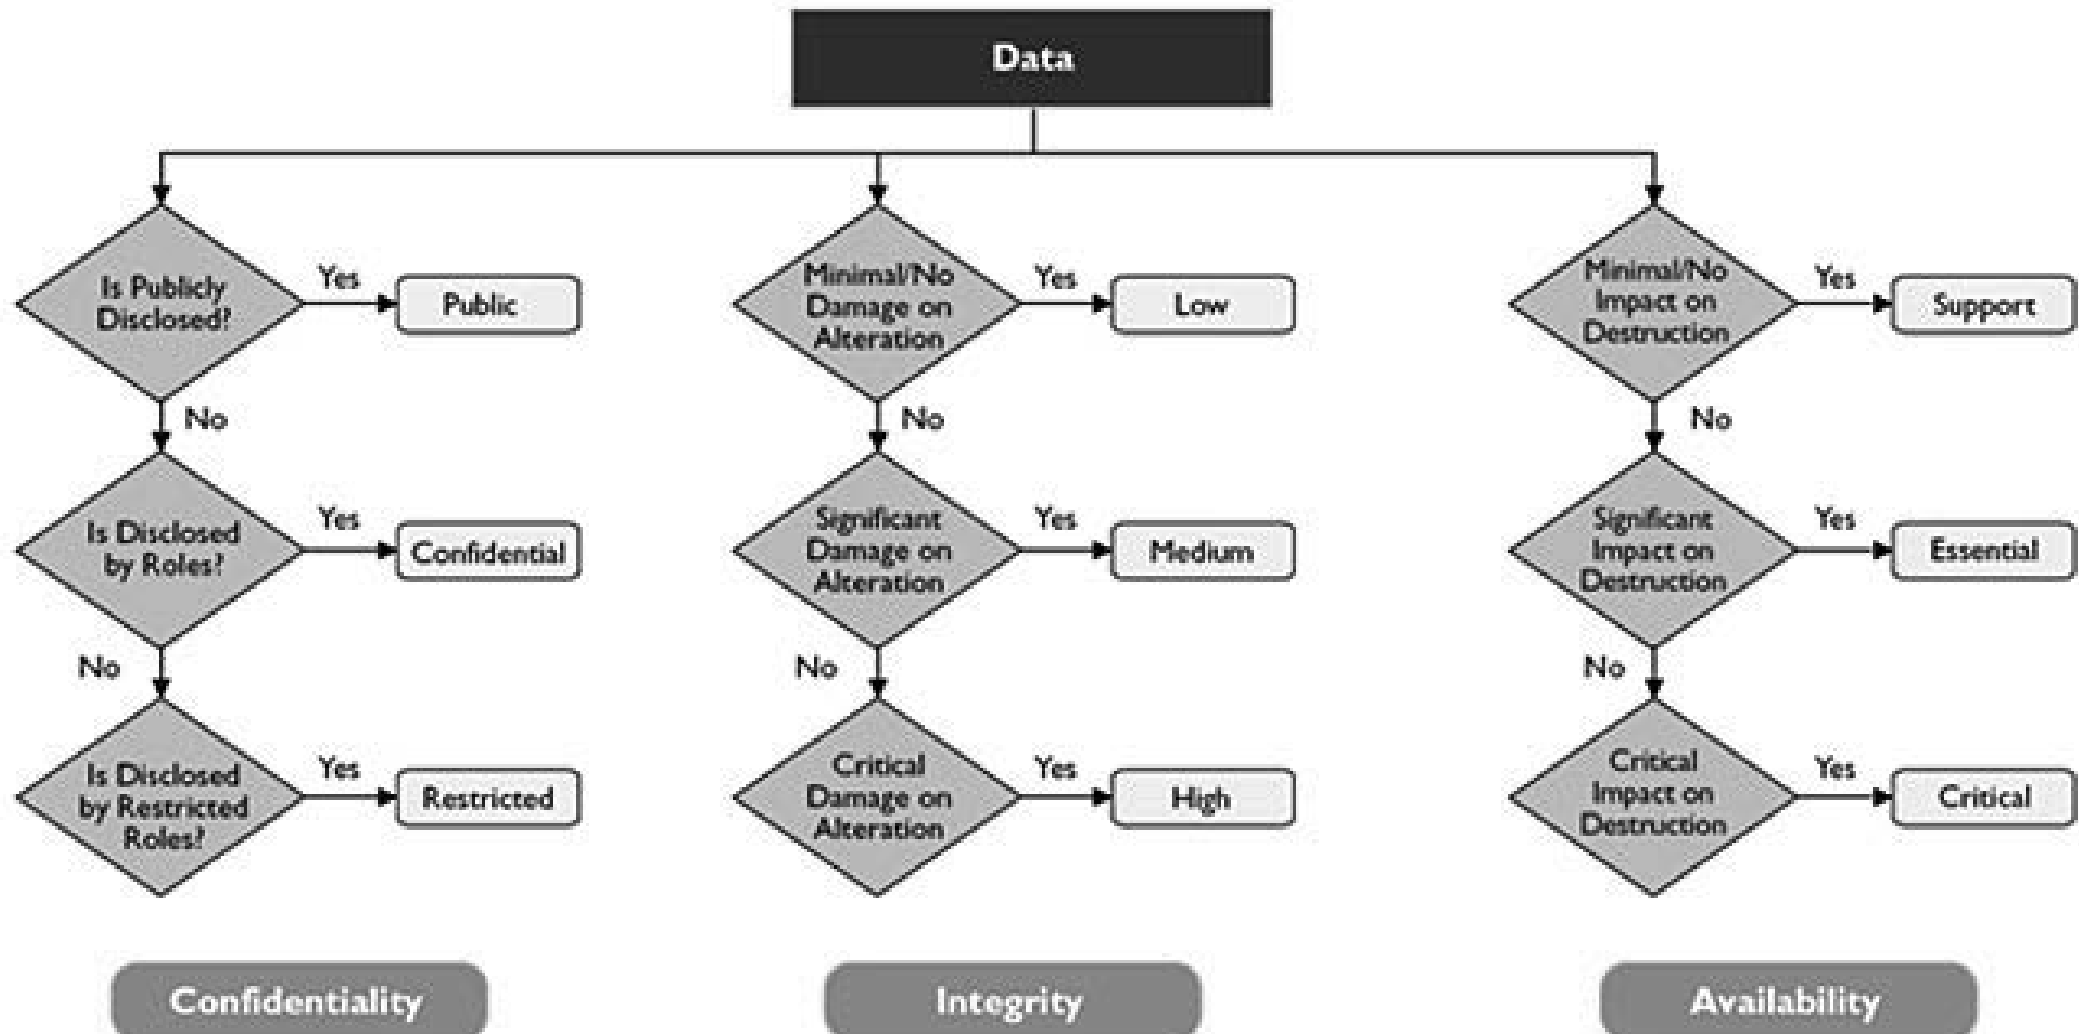 Data
Is Publicly
Disclosed?
Yes
Public
No
Is Disclosed
by Roles?
Yes
Confidential
No
Is Disclosed
by Restricted
Roles?
Yes
Restricted
Confidentiality
Minimal/No
Damage on
Alteration
Yes
Low
No
Significant
Damage on
Alteration
Yes
Medium
No
Critical
Damage on
Alteration
Yes
High
Integrity
Minimal/No
Impact on
Destruction
Yes
Support
No
Significant
Impact on
Destruction
Yes
Essential
No
Critical
Impact on
Destruction
Yes
Critical
Availability